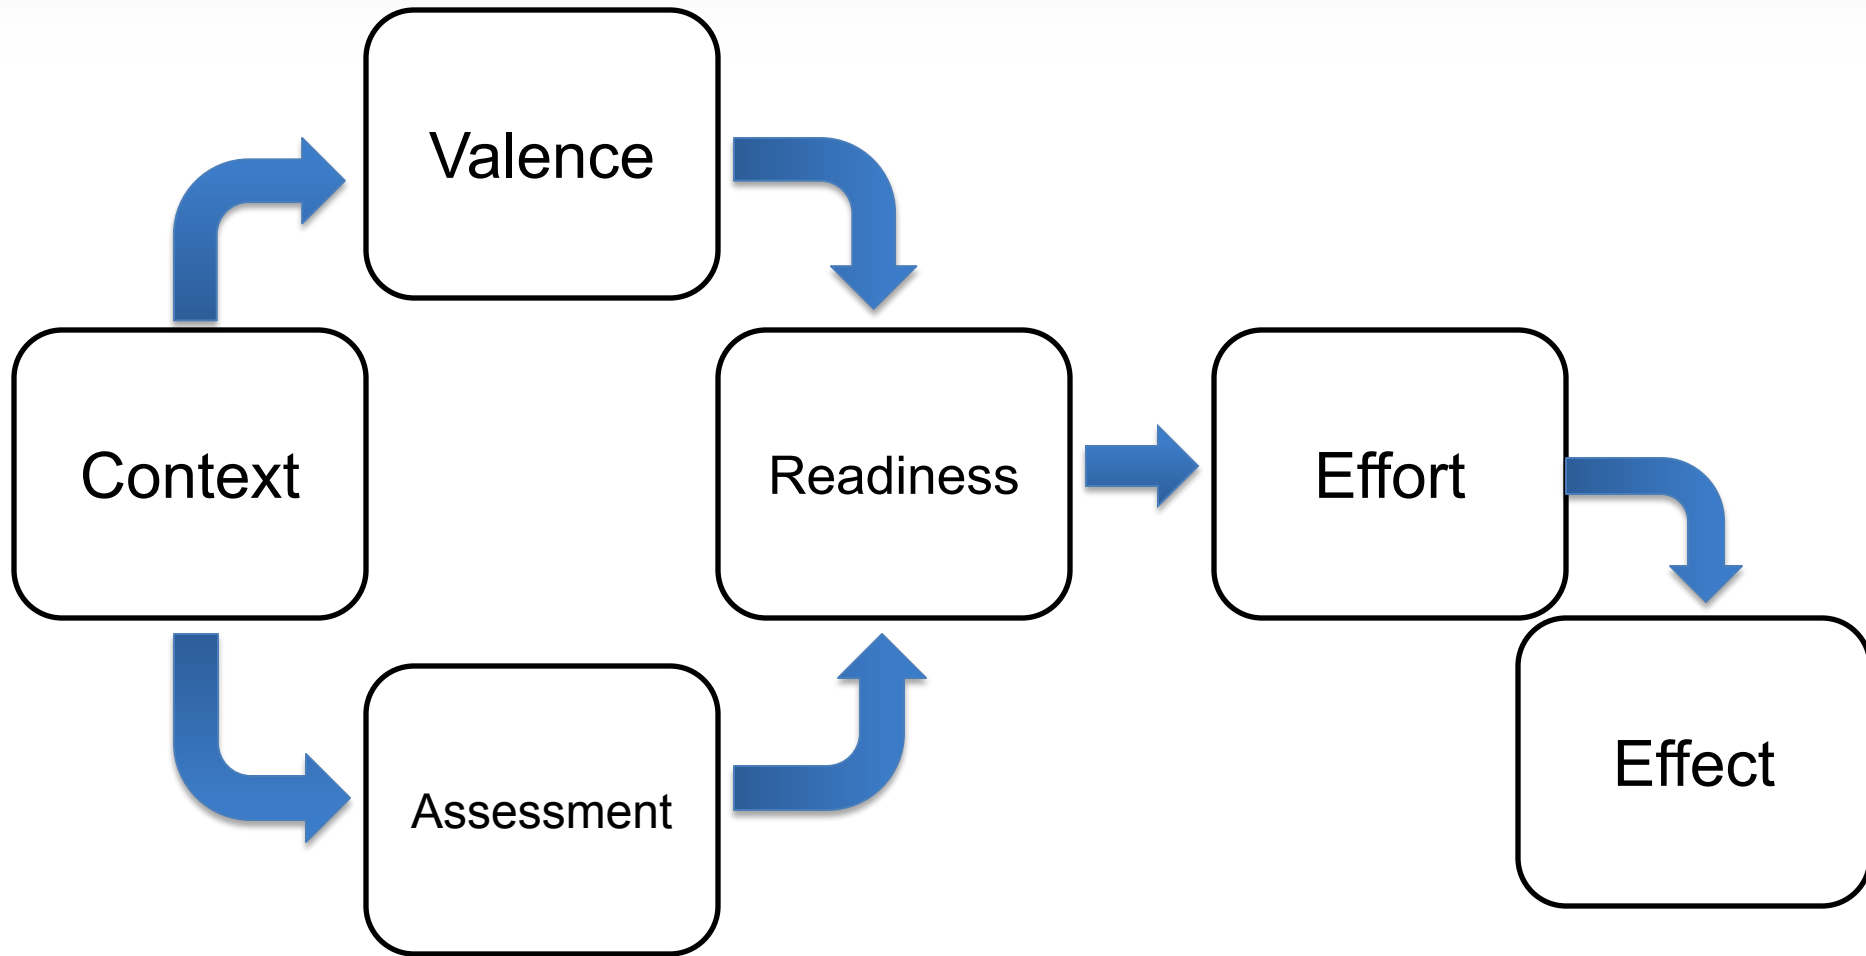 Valence
Context
Readiness
Effort
Assessment
Effect